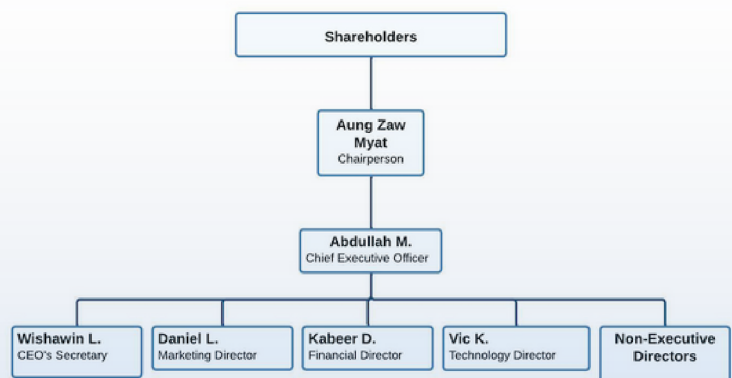 Shareholders
Aung Zaw
Myat
Chairperson
Abdullah M.
Chief Executive Officer
Wishawin L.
CEO's Secretary
Daniel L.
Marketing Director
Kabeer D.
Financial Director
Vic K.
Technology Director
Non-Executive
Directors